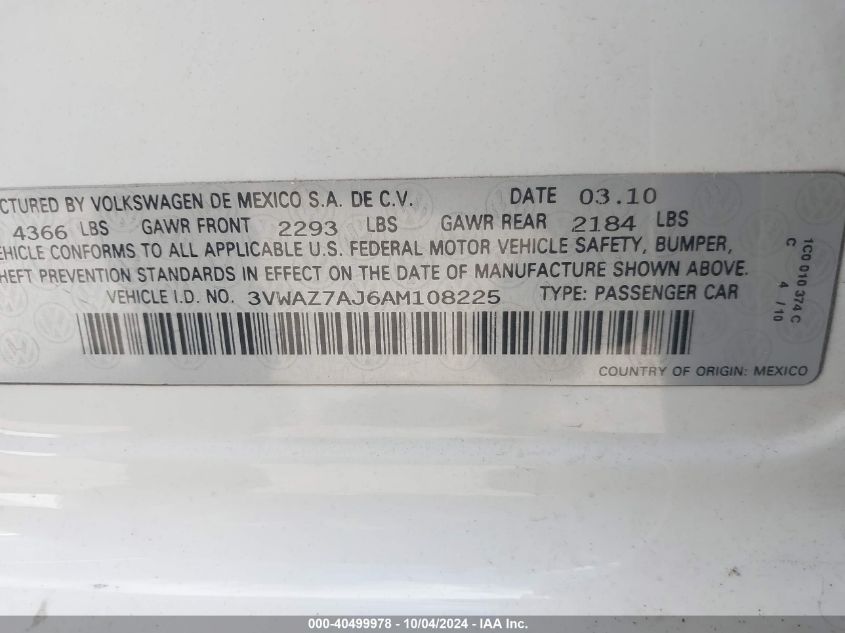 CTURED BY VOLKSWAGEN DE MEXICO S.A. DE C.V. DATE 03.10
4366 LBS GAWR FRONT 2293 LBS GAWR REAR 2184 LBS
EHICLE CONFORMS TO ALL APPLICABLE U.S. FEDERAL MOTOR VEHICLE SAFETY, BUMPER,
HEFT PREVENTION STANDARDS IN EFFECT ON THE DATE OF MANUFACTURE SHOWN ABOVE.
VEHICLE I.D. NO. 3VWAZ7AJ6AM108225 TYPE: PASSENGER CAR
COUNTRY OF ORIGIN: MEXICO
1C0 010 374 C
C 4 / 10
000-40499978 - 10/04/2024 - IAA Inc.